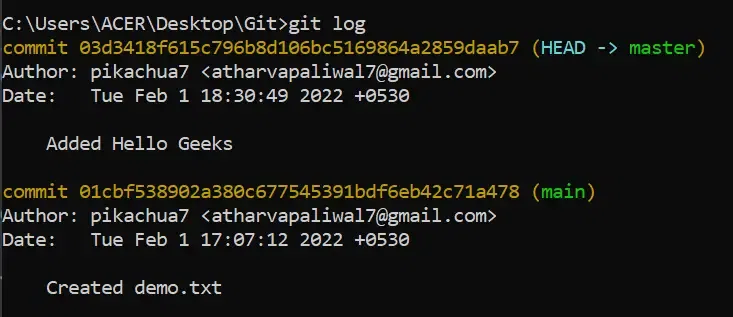 C:\Users\ACER\Desktop\Git>git log
commit 03d3418f615c796b8d106bc5169864a2859daab7 (HEAD -> master)
Author: pikachua7 <atharvapaliwal7@gmail.com>
Date:   Tue Feb 1 18:30:49 2022 +0530
    Added Hello Geeks
commit 01cbf538902a380c677545391bdf6eb42c71a478 (main)
Author: pikachua7 <atharvapaliwal7@gmail.com>
Date:   Tue Feb 1 17:07:12 2022 +0530
    Created demo.txt